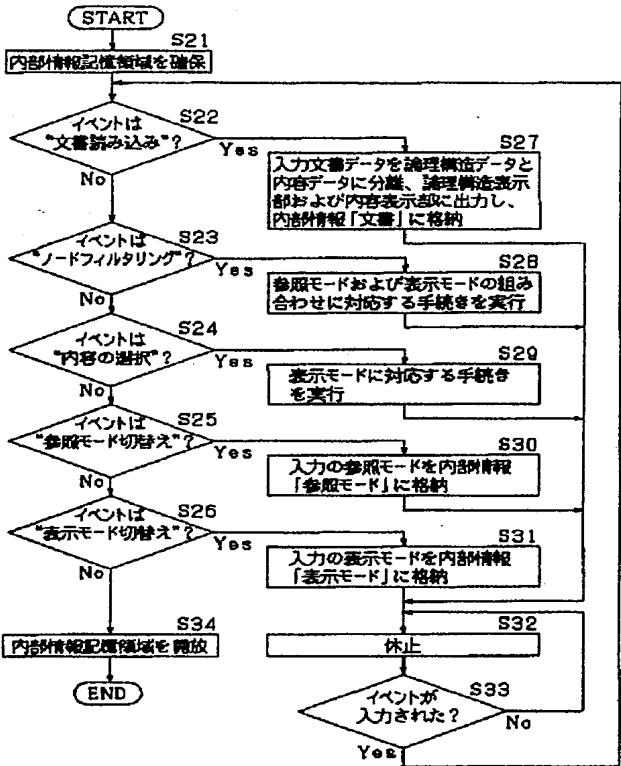 START
S21
内部情報記憶領域を確保
S22
イベントは
"文書読み込み"?
Yes
No
S27
入力文書データを論理構造データと
内容データに分離、論理構造表示
部および内容表示部に出力し、
内部情報「文書」に格納
S23
イベントは
"ノードフィルタリング"?
Yes
No
S28
参照モードおよび表示モードの組み
合わせに対応する手続きを実行
S24
イベントは
"内容の選択"?
Yes
No
S29
表示モードに対応する手続き
を実行
S25
イベントは
"参照モード切替え"?
Yes
No
S30
入力の参照モードを内部情報
「参照モード」に格納
S26
イベントは
"表示モード切替え"?
Yes
No
S31
入力の表示モードを内部情報
「表示モード」に格納
S34
内部情報記憶領域を開放
END
S32
休止
S33
イベントが
入力された?
No
Yes